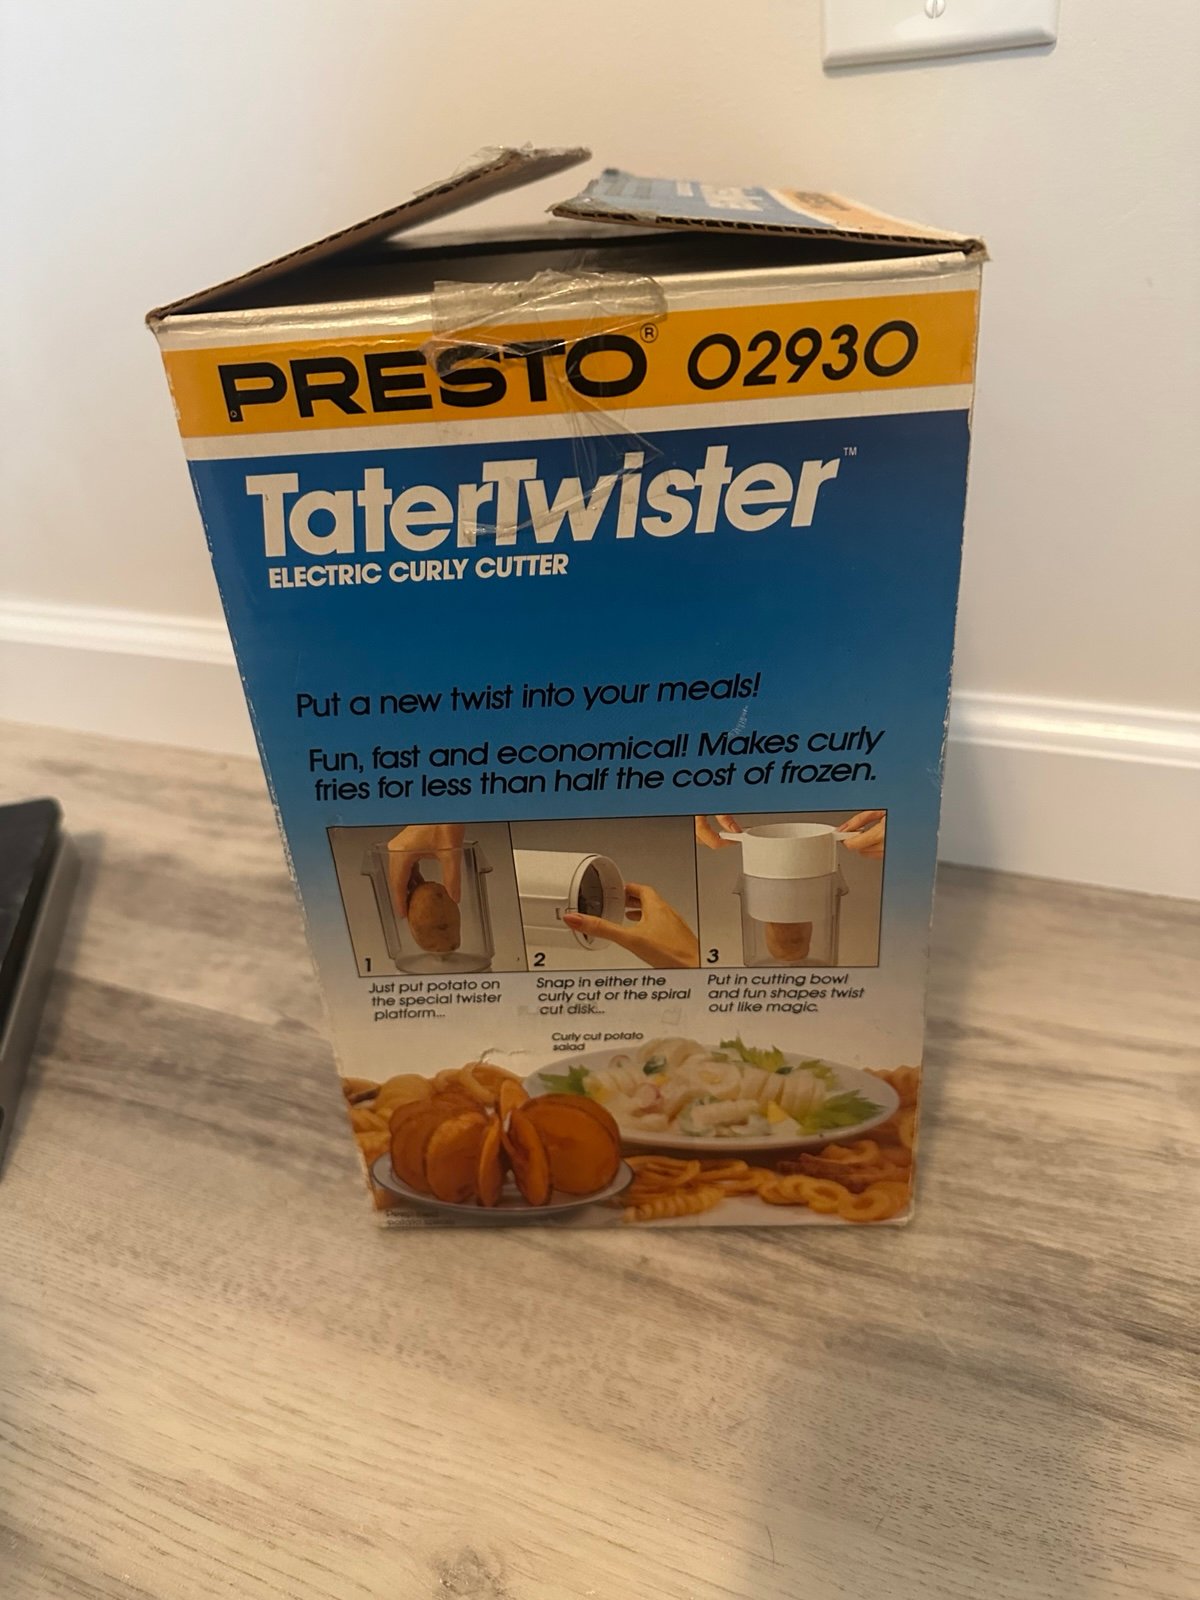 PRESTO® 02930
TaterTwister™
ELECTRIC CURLY CUTTER
Put a new twist into your meals!
Fun, fast and economical! Makes curly
fries for less than half the cost of frozen.
1
Just put potato on
the special twister
platform...
2
Snap in either the
curly cut or the spiral
cut disk...
3
Put in cutting bowl
and fun shapes twist
out like magic.
Curly cut potato
salad